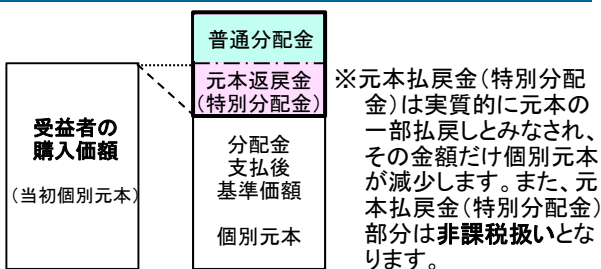 普通分配金
元本返戻金
(特別分配金)
受益者の
購入価額
(当初個別元本)
分配金
支払後
基準価額
個別元本
※元本払戻金(特別分配
金)は実質的に元本の
一部払戻しとみなされ、
その金額だけ個別元本
が減少します。また、元
本払戻金(特別分配金)
部分は非課税扱いとな
ります。